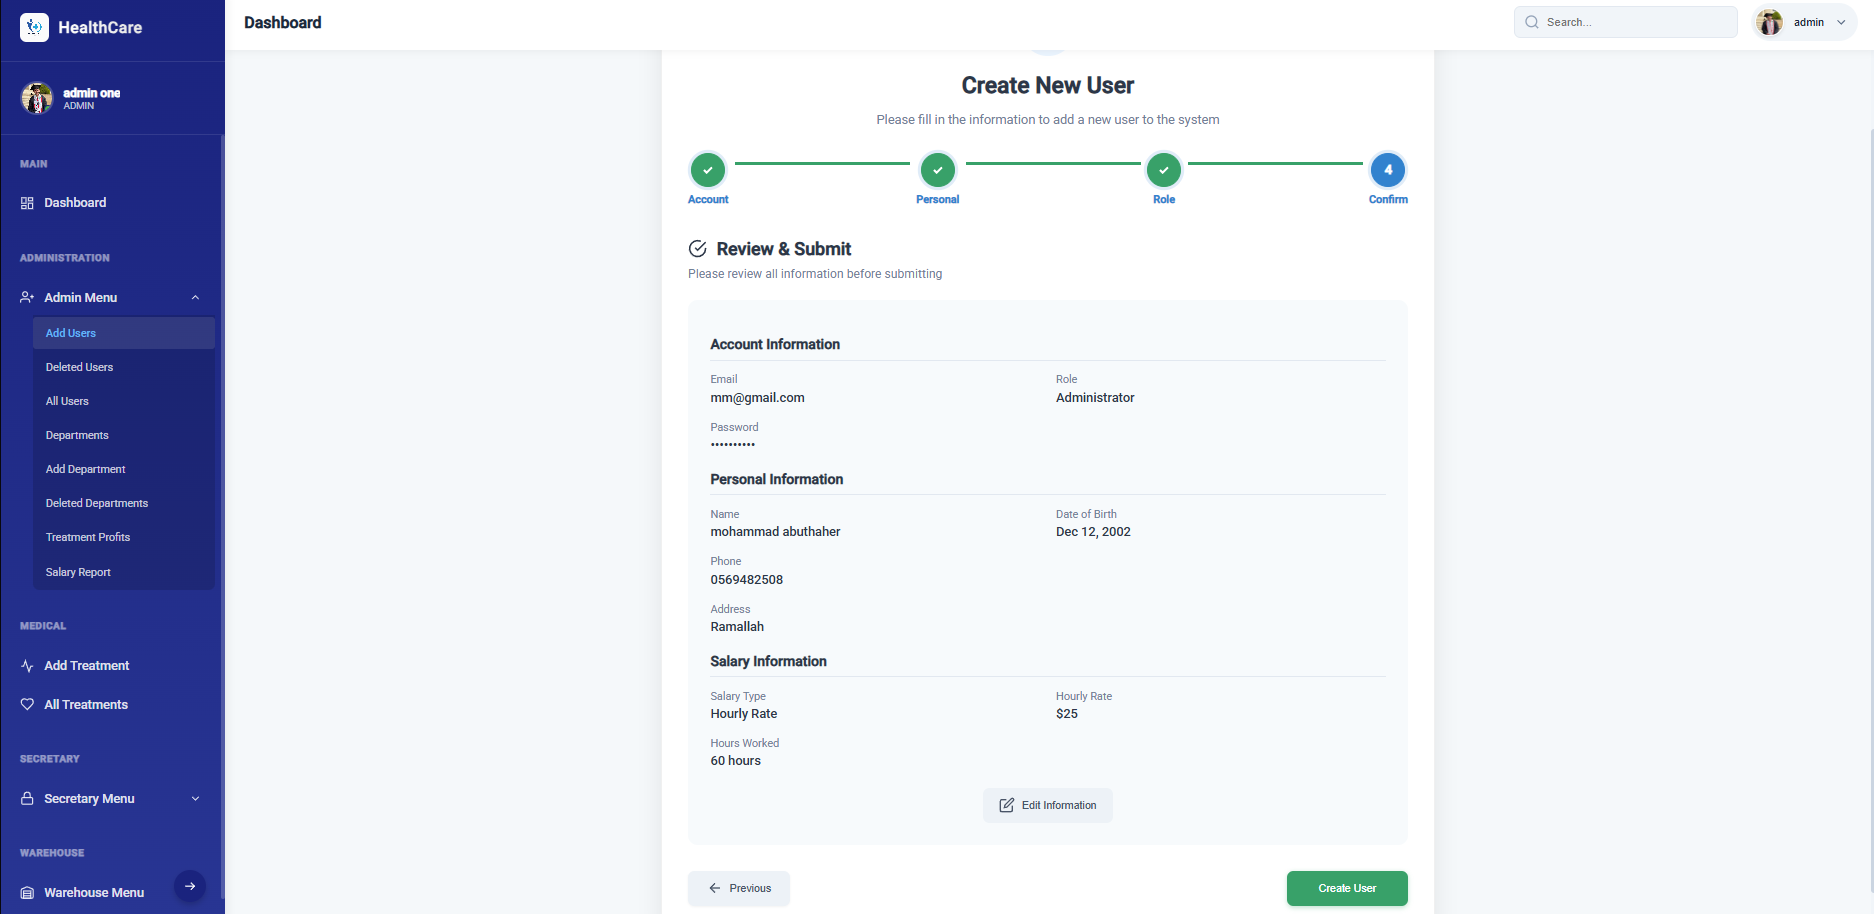 HealthCare
Dashboard
Search...
admin
admin one
ADMIN
MAIN
Dashboard
ADMINISTRATION
Admin Menu
Add Users
Deleted Users
All Users
Departments
Add Department
Deleted Departments
Treatment Profits
Salary Report
MEDICAL
Add Treatment
All Treatments
SECRETARY
Secretary Menu
WAREHOUSE
Warehouse Menu
Create New User
Please fill in the information to add a new user to the system
4
Account
Personal
Role
Confirm
Review & Submit
Please review all information before submitting
Account Information
Email
Role
mm@gmail.com
Administrator
Password
••••••••••
Personal Information
Name
Date of Birth
mohammad abuthaher
Dec 12, 2002
Phone
0569482508
Address
Ramallah
Salary Information
Salary Type
Hourly Rate
Hourly Rate
$25
Hours Worked
60 hours
Edit Information
Previous
Create User